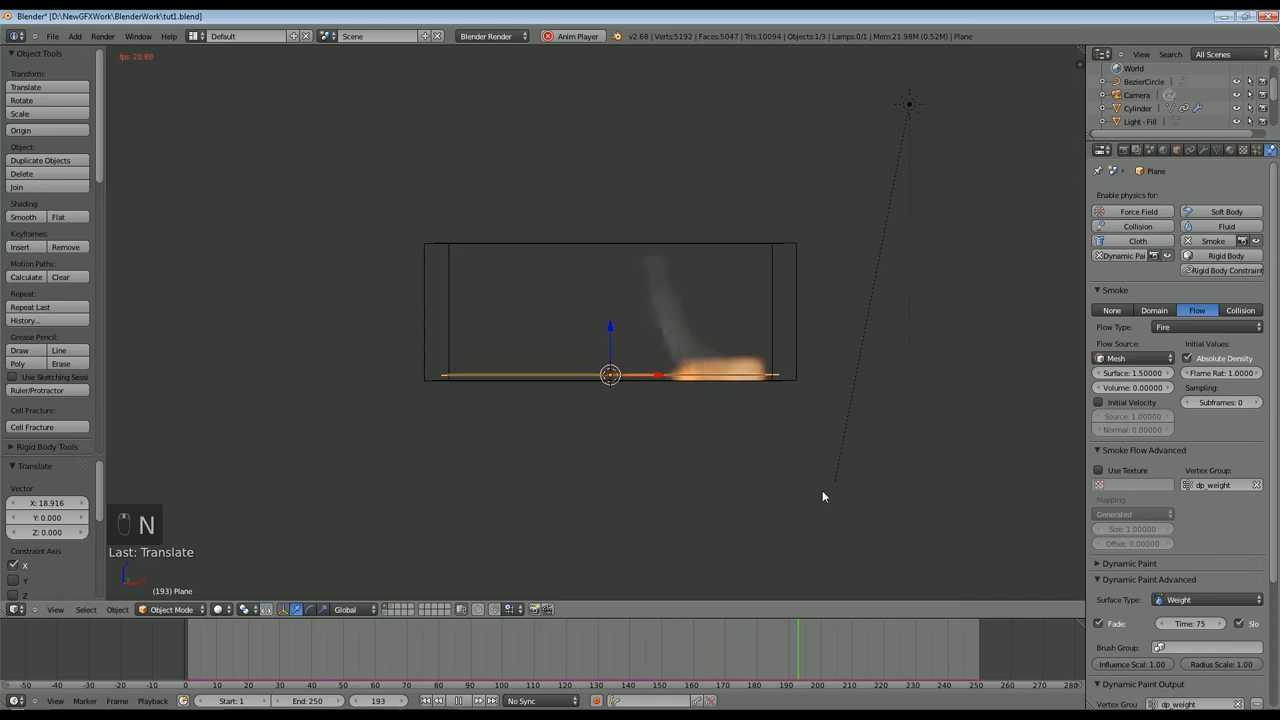 Blender* [D:\NewGFXWork\BlenderWork\tut1.blend]
File Add Render Window Help Default Scene Blender Render Anim Player v2.68 | Verts:5192 | Faces:5047 | Tris:10094 | Objects:1/3 | Lamps:0/1 | Mem:21.98M (0.52M) | Plane
View Search All Scenes
Object Tools
fps: 20.80
World
Transform:
BezierCircle
Translate
Camera
Rotate
Cylinder
Scale
Light - Fill
Origin
Object:
Duplicate Objects
Delete
Plane
Join
Enable physics for:
Shading:
Force Field Soft Body
Smooth Flat
Collision Fluid
Keyframes:
Cloth Smoke
Insert Remove
Dynamic Pai Rigid Body
Motion Paths:
Rigid Body Constraint
Calculate Clear
Smoke
Repeat:
None Domain Flow Collision
Repeat Last
Flow Type: Fire
History...
Flow Source: Initial Values:
Grease Pencil:
Mesh Absolute Density
Draw Line
Surface: 1.50000 Flame Rat: 1.0000
Poly Erase
Volume: 0.00000 Sampling:
Use Sketching Sessi
Initial Velocity Subframes: 0
Ruler/Protractor
Source: 1.00000
Cell Fracture:
Normal: 0.00000
Cell Fracture
Rigid Body Tools
Smoke Flow Advanced
Translate
Use Texture Vertex Group:
Vector
dp_weight
X: 18.916
Mapping:
Y: 0.000
Generated
Z: 0.000
Size: 1.00000
N
Offset: 0.00000
Constraint Axis
Last: Translate
X
Dynamic Paint
Y
Dynamic Paint Advanced
Z
(193) Plane
Surface Type: Weight
View Select Object Object Mode Global
Fade: Time: 75 Slo
Brush Group:
Influence Scal: 1.00 Radius Scale: 1.00
Dynamic Paint Output
-50 -40 -30 -20 -10 0 10 20 30 40 50 60 70 80 90 100 110 120 130 140 150 160 170 180 190 200 210 220 230 240 250 260 270 280
View Marker Frame Playback Start: 1 End: 250 193 No Sync
Vertex Grou dp_weight